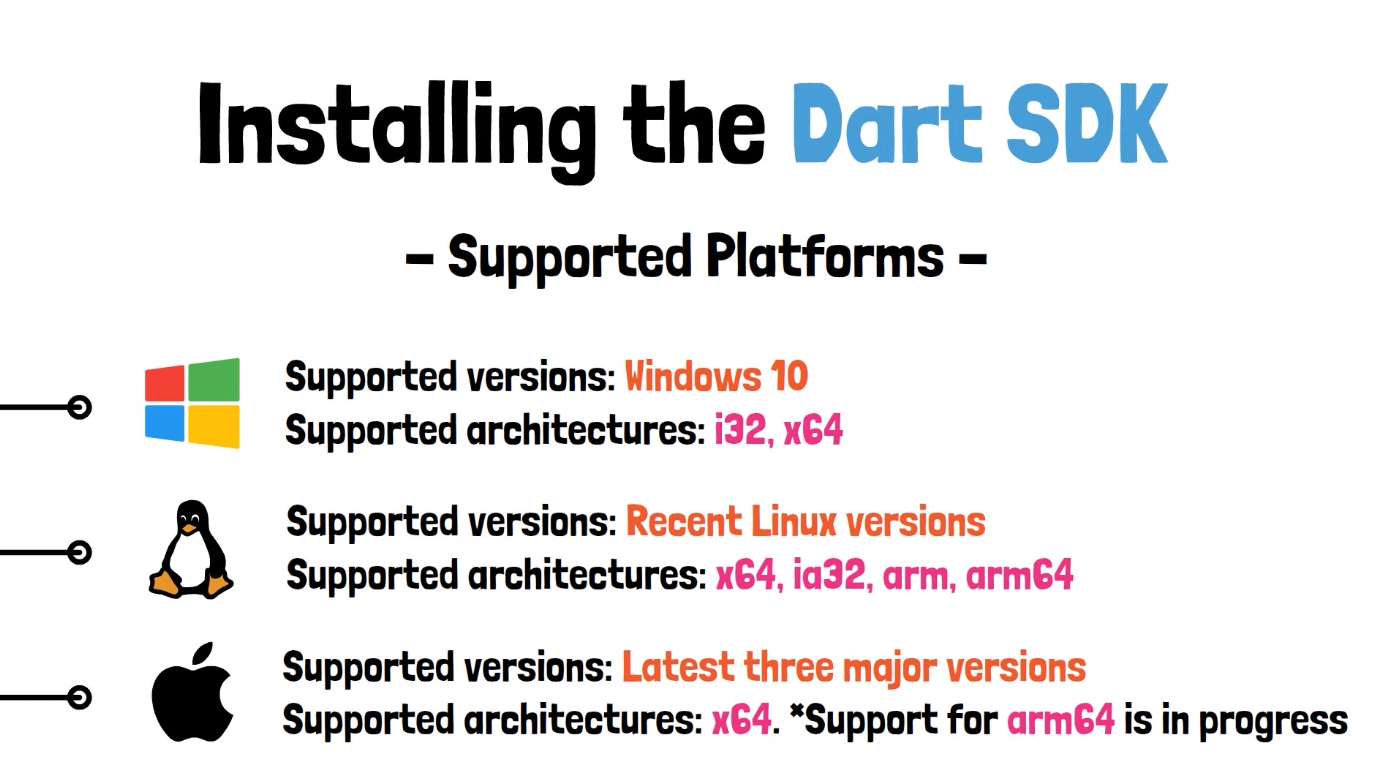 Installing the Dart SDK
– Supported Platforms –
Supported versions: Windows 10
Supported architectures: i32, x64
Supported versions: Recent Linux versions
Supported architectures: x64, ia32, arm, arm64
Supported versions: Latest three major versions
Supported architectures: x64. *Support for arm64 is in progress